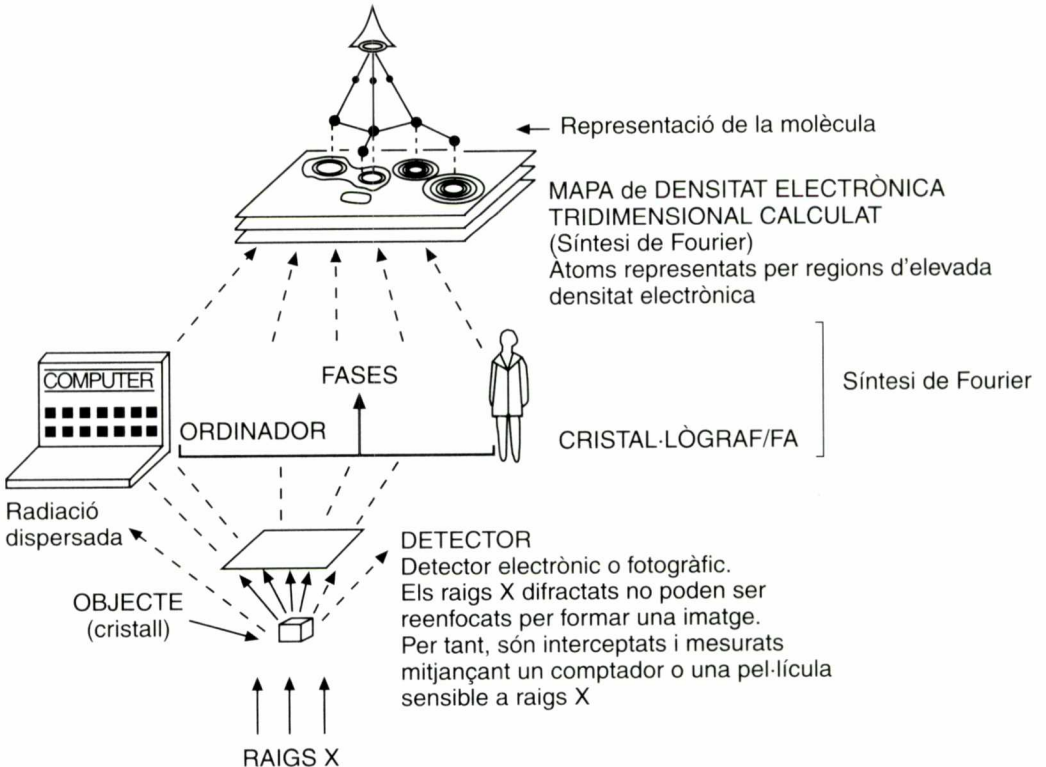 Representació de la molècula
MAPA de DENSITAT ELECTRÒNICA
TRIDIMENSIONAL CALCULAT
(Síntesi de Fourier)
Àtoms representats per regions d'elevada
densitat electrònica
COMPUTER
FASES
Síntesi de Fourier
ORDINADOR
CRISTAL·LÒGRAF/FA
Radiació
dispersada
DETECTOR
Detector electrònic o fotogràfic.
Els raigs X difractats no poden ser
reenfocats per formar una imatge.
Per tant, són interceptats i mesurats
mitjançant un comptador o una pel·lícula
sensible a raigs X
OBJECTE
(cristall)
RAIGS X